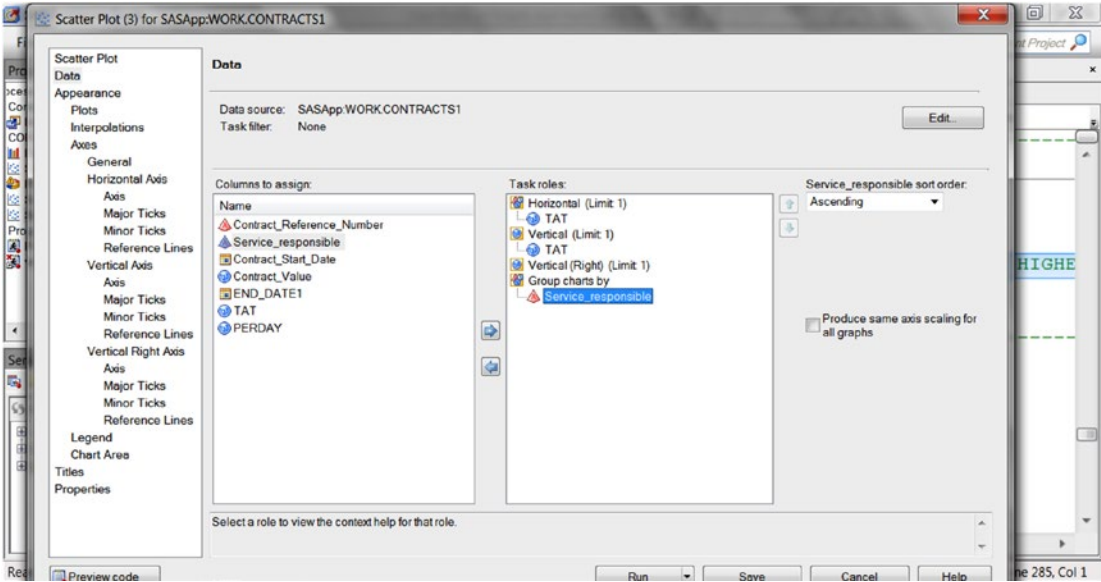 Scatter Plot (3) for SASApp:WORK.CONTRACTS1
nt Project
Scatter Plot
Data
Appearance
Plots
Interpolations
Axes
General
Horizontal Axis
Axis
Major Ticks
Minor Ticks
Reference Lines
Vertical Axis
Axis
Major Ticks
Minor Ticks
Reference Lines
Vertical Right Axis
Axis
Major Ticks
Minor Ticks
Reference Lines
Legend
Chart Area
Titles
Properties
Data
Data source: SASApp:WORK.CONTRACTS1
Task filter: None
Edit...
Columns to assign:
Name
Contract_Reference_Number
Service_responsible
Contract_Start_Date
Contract_Value
END_DATE1
TAT
PERDAY
Task roles:
Horizontal (Limit: 1)
TAT
Vertical (Limit: 1)
TAT
Vertical (Right) (Limit: 1)
Group charts by
Service_responsible
Service_responsible sort order:
Ascending
Produce same axis scaling for
all graphs
HIGHE
Select a role to view the context help for that role.
Preview code
Run
Save
Cancel
Help
ne 285, Col 1